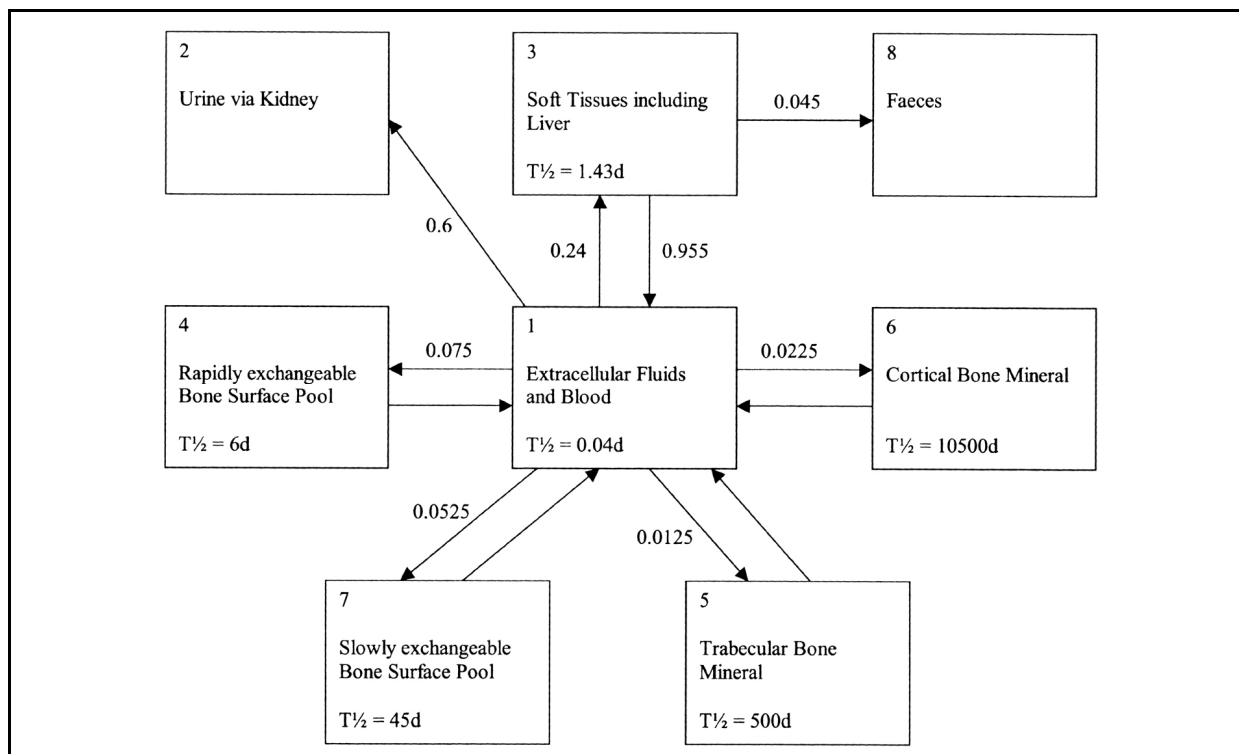 2
Urine via Kidney
3
Soft Tissues including
Liver
T½ = 1.43d
8
Faeces
0.045
0.6
0.24
0.955
4
Rapidly exchangeable
Bone Surface Pool
T½ = 6d
0.075
1
Extracellular Fluids
and Blood
T½ = 0.04d
0.0225
6
Cortical Bone Mineral
T½ = 10500d
0.0525
0.0125
7
Slowly exchangeable
Bone Surface Pool
T½ = 45d
5
Trabecular Bone
Mineral
T½ = 500d